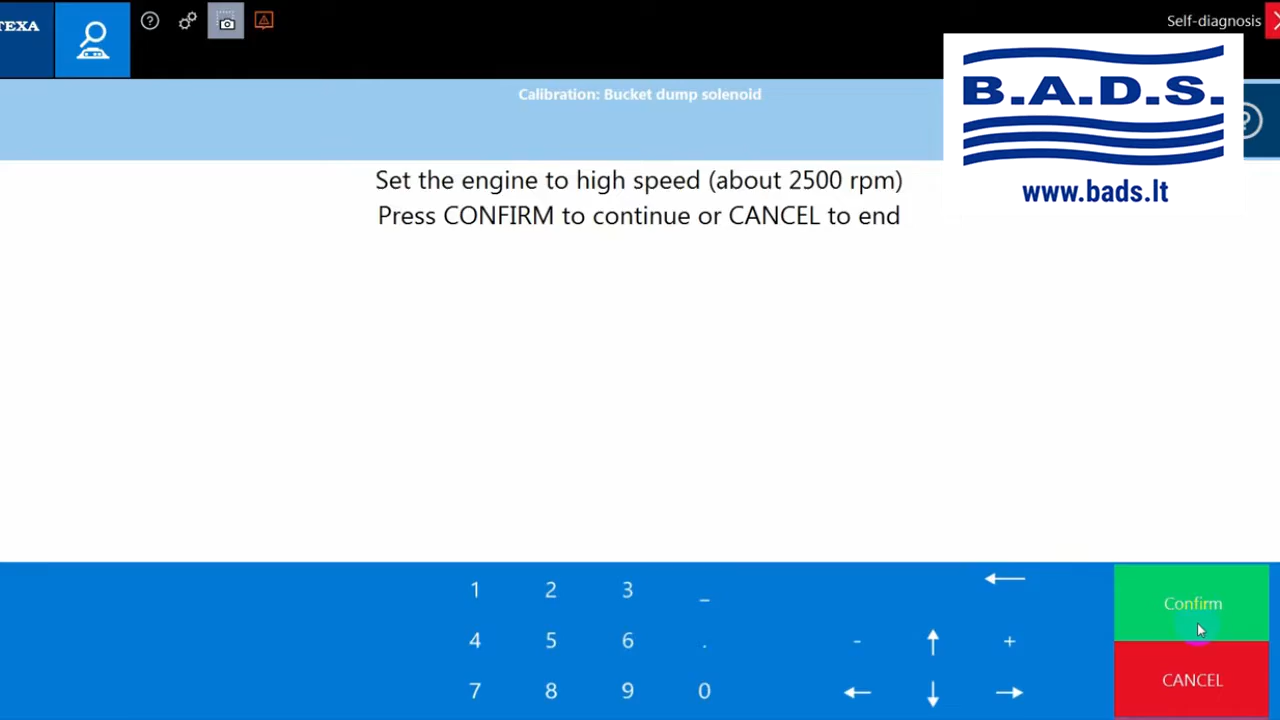 TEXA
Self-diagnosis
B.A.D.S.
www.bads.lt
Calibration: Bucket dump solenoid
Set the engine to high speed (about 2500 rpm)
Press CONFIRM to continue or CANCEL to end
1 2 3 _
4 5 6 . - +
7 8 9 0
Confirm
CANCEL